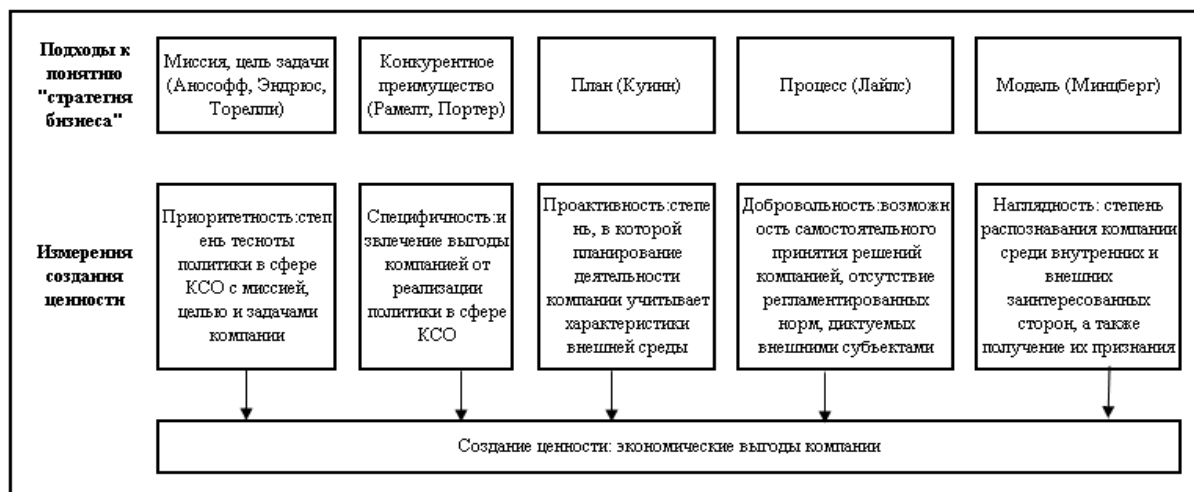 Подходы к
понятию
"стратегия
бизнеса"
Миссия, цель задачи
(Анософф, Эндрюс,
Торелли)
Конкурентное
преимущество
(Рамелт, Портер)
План (Куинн)
Процесс (Лайлс)
Модель (Минцберг)
Измерения
создания
ценности
Приоритетность:степ
ень тесноты
политики в сфере
КСО с миссией,
целью и задачами
компании
Специфичность:и
звлечение выгоды
компанией от
реализации
политики в сфере
КСО
Проактивность:степе
нь, в которой
планирование
деятельности
компании учитывает
характеристики
внешней среды
Добровольность:возможн
ость самостоятельного
принятия решений
компанией, отсутствие
регламентированных
норм, диктуемых
внешними субъектами
Наглядность: степень
распознавания компании
среди внутренних и
внешних
заинтересованных
сторон, а также
получение их признания
Создание ценности: экономические выгоды компании